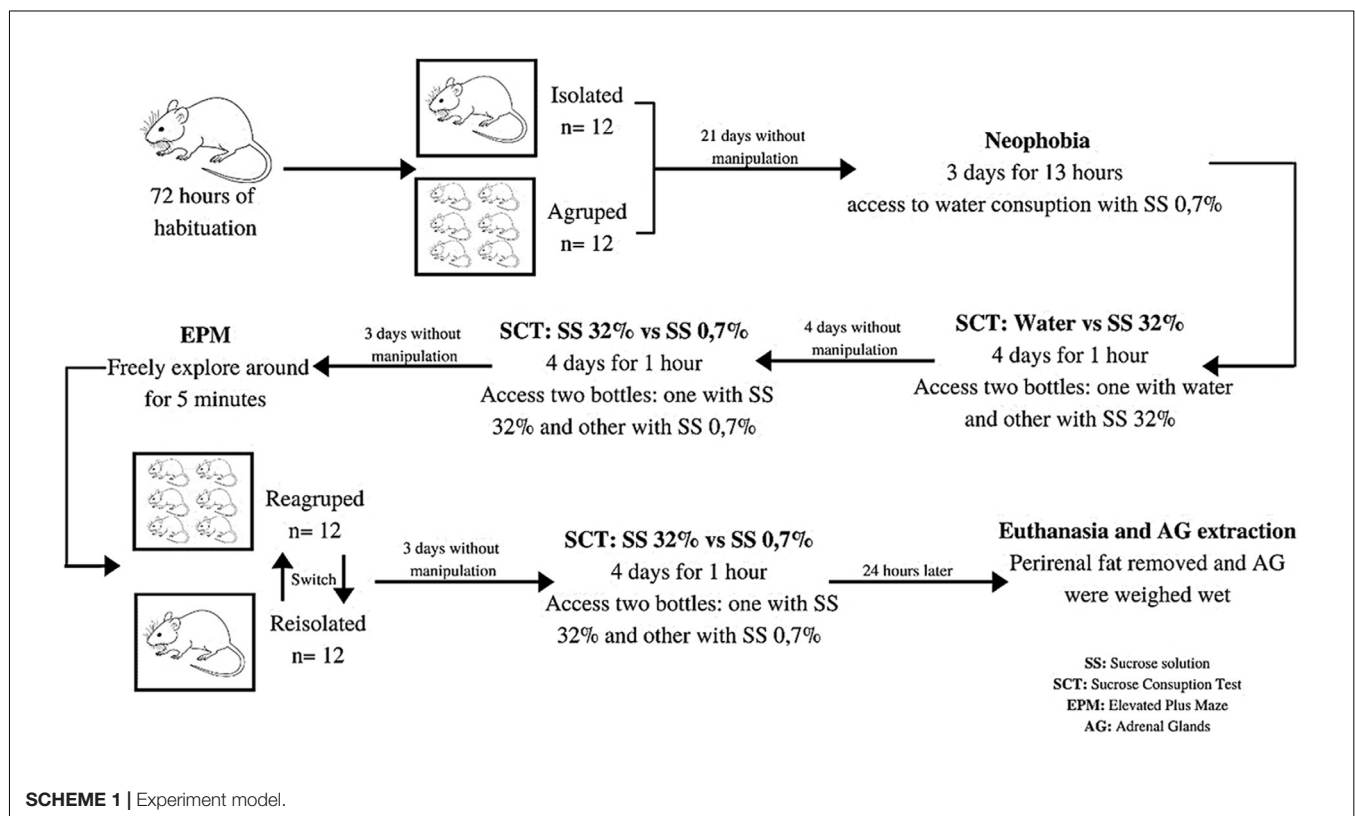 72 hours of
habituation
Isolated
n= 12
Agruped
n= 12
21 days without
manipulation
Neophobia
3 days for 13 hours
access to water consuption with SS 0,7%
SCT: Water vs SS 32%
4 days for 1 hour
Access two bottles: one with water
and other with SS 32%
4 days without
manipulation
SCT: SS 32% vs SS 0,7%
4 days for 1 hour
Access two bottles: one with SS
32% and other with SS 0,7%
3 days without
manipulation
EPM
Freely explore around
for 5 minutes
Reagruped
n= 12
Switch
Reisolated
n= 12
3 days without
manipulation
SCT: SS 32% vs SS 0,7%
4 days for 1 hour
Access two bottles: one with SS
32% and other with SS 0,7%
24 hours later
Euthanasia and AG extraction
Perirenal fat removed and AG
were weighed wet
SS: Sucrose solution
SCT: Sucrose Consuption Test
EPM: Elevated Plus Maze
AG: Adrenal Glands
SCHEME 1 | Experiment model.